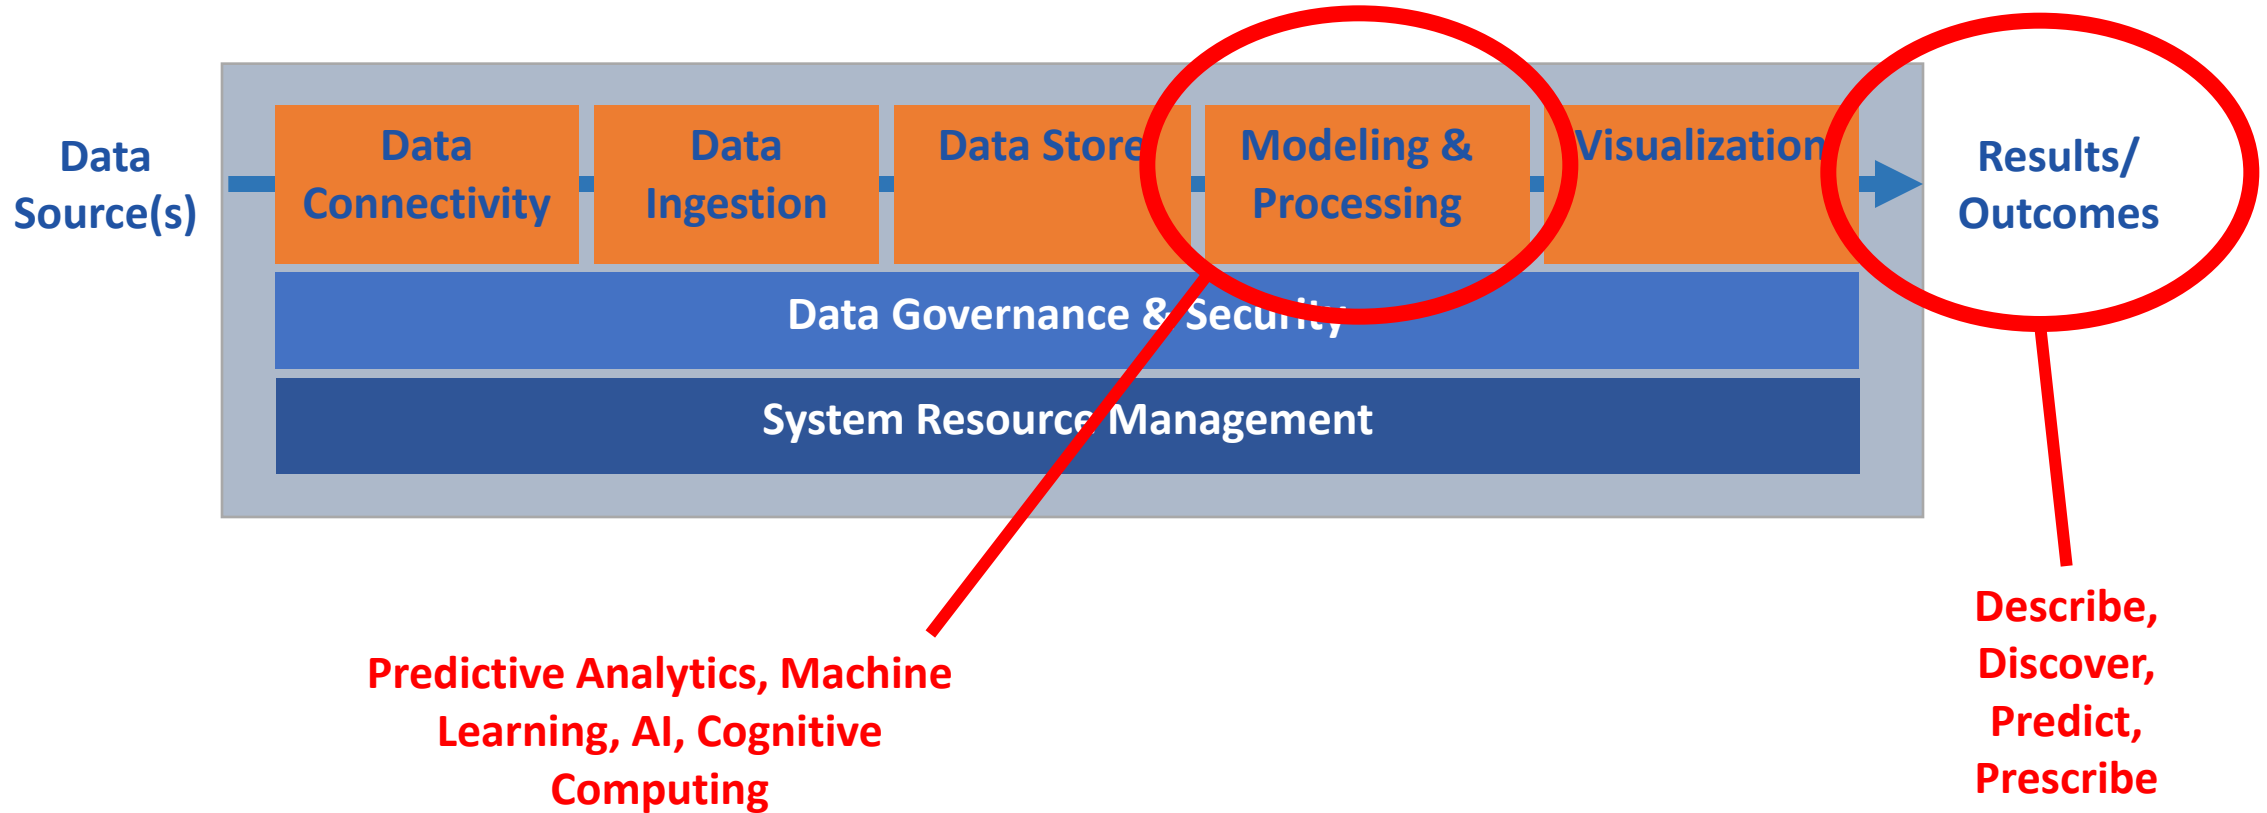 Data
Source(s)
Data
Connectivity
Data
Ingestion
Data Store
Modeling &
Processing
Visualization
Results/
Outcomes
Data Governance & Security
System Resource Management
Predictive Analytics, Machine
Learning, AI, Cognitive
Computing
Describe,
Discover,
Predict,
Prescribe